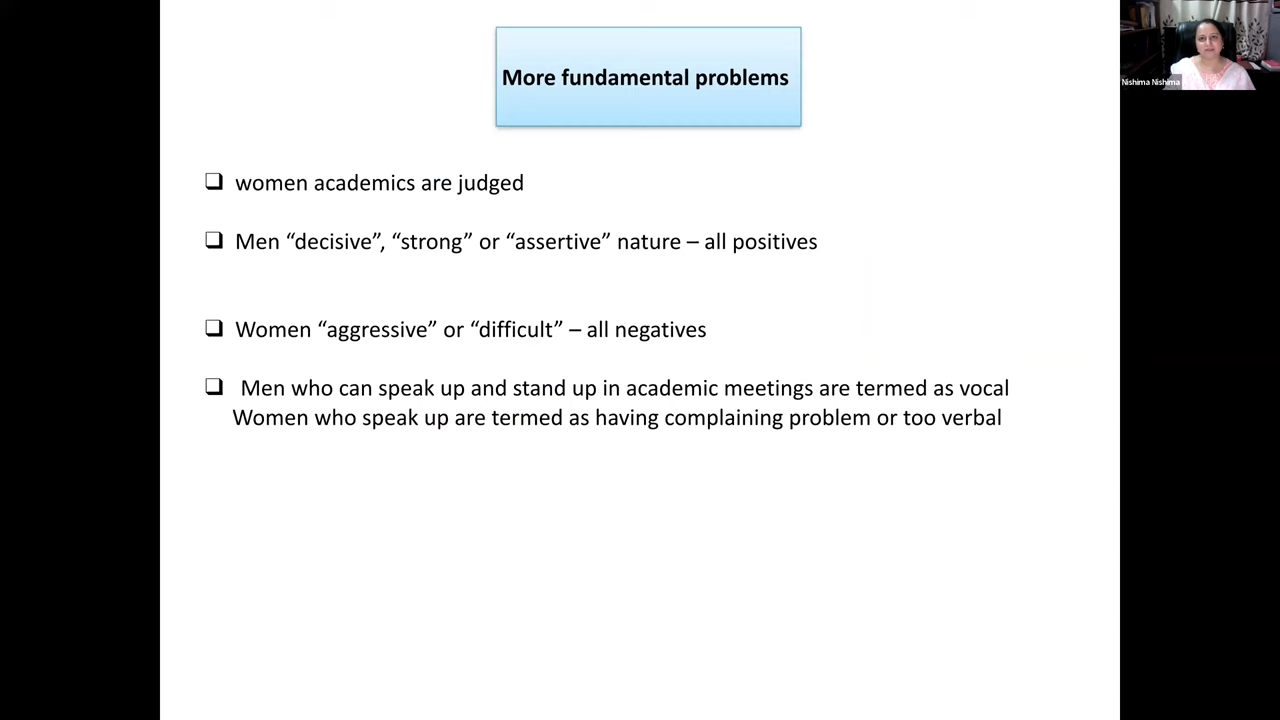 More fundamental problems
Nishima Nishima
❑ women academics are judged
❑ Men “decisive”, “strong” or “assertive” nature – all positives
❑ Women “aggressive” or “difficult” – all negatives
❑ Men who can speak up and stand up in academic meetings are termed as vocal
Women who speak up are termed as having complaining problem or too verbal